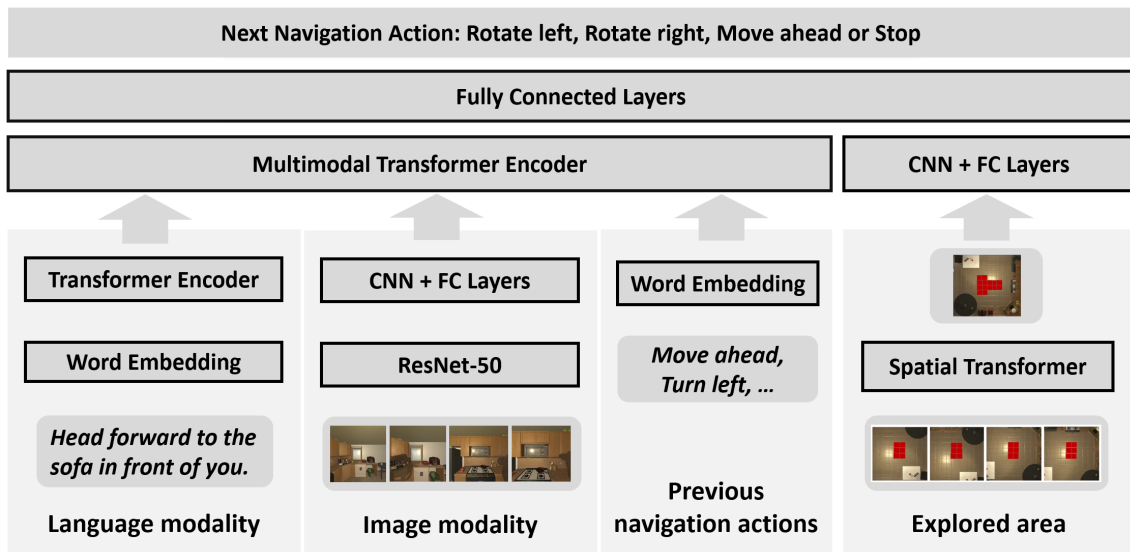 Next Navigation Action: Rotate left, Rotate right, Move ahead or Stop
Fully Connected Layers
Multimodal Transformer Encoder
CNN + FC Layers
Transformer Encoder
Word Embedding
Head forward to the
sofa in front of you.
Language modality
CNN + FC Layers
ResNet-50
Image modality
Word Embedding
Move ahead,
Turn left, ...
Previous
navigation actions
Spatial Transformer
Explored area